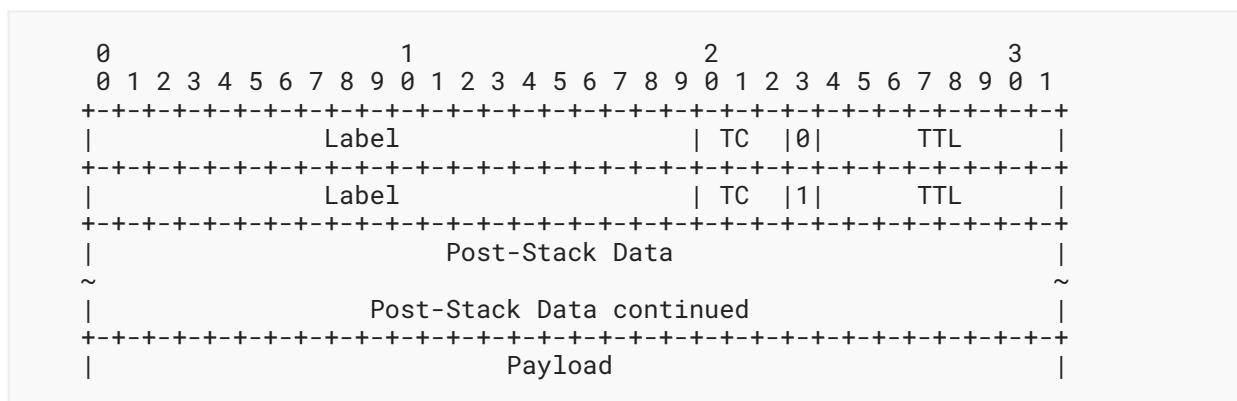 0                   1                   2                   3
 0 1 2 3 4 5 6 7 8 9 0 1 2 3 4 5 6 7 8 9 0 1 2 3 4 5 6 7 8 9 0 1
+-+-+-+-+-+-+-+-+-+-+-+-+-+-+-+-+-+-+-+-+-+-+-+-+-+-+-+-+-+-+-+-+
|               Label                   | TC  |0|      TTL      |
+-+-+-+-+-+-+-+-+-+-+-+-+-+-+-+-+-+-+-+-+-+-+-+-+-+-+-+-+-+-+-+-+
|               Label                   | TC  |1|      TTL      |
+-+-+-+-+-+-+-+-+-+-+-+-+-+-+-+-+-+-+-+-+-+-+-+-+-+-+-+-+-+-+-+-+
|                       Post-Stack Data                         |
~                                                               ~
|                  Post-Stack Data continued                    |
+-+-+-+-+-+-+-+-+-+-+-+-+-+-+-+-+-+-+-+-+-+-+-+-+-+-+-+-+-+-+-+-+
|                           Payload                             |